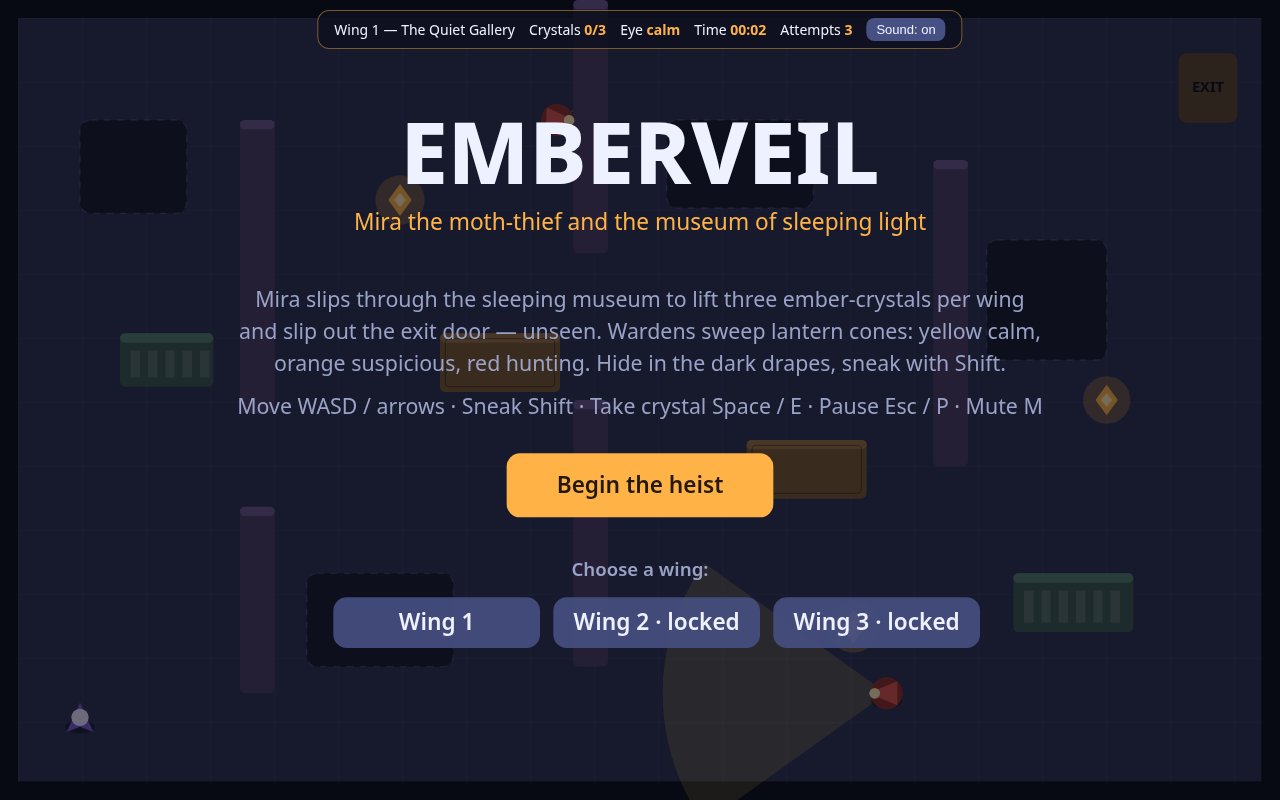 Wing 1 — The Quiet Gallery Crystals 0/3 Eye calm Time 00:02 Attempts 3 Sound: on
EXIT
EMBERVEIL
Mira the moth-thief and the museum of sleeping light
Mira slips through the sleeping museum to lift three ember-crystals per wing
and slip out the exit door — unseen. Wardens sweep lantern cones: yellow calm,
orange suspicious, red hunting. Hide in the dark drapes, sneak with Shift.
Move WASD / arrows · Sneak Shift · Take crystal Space / E · Pause Esc / P · Mute M
Begin the heist
Choose a wing:
Wing 1 Wing 2 · locked Wing 3 · locked